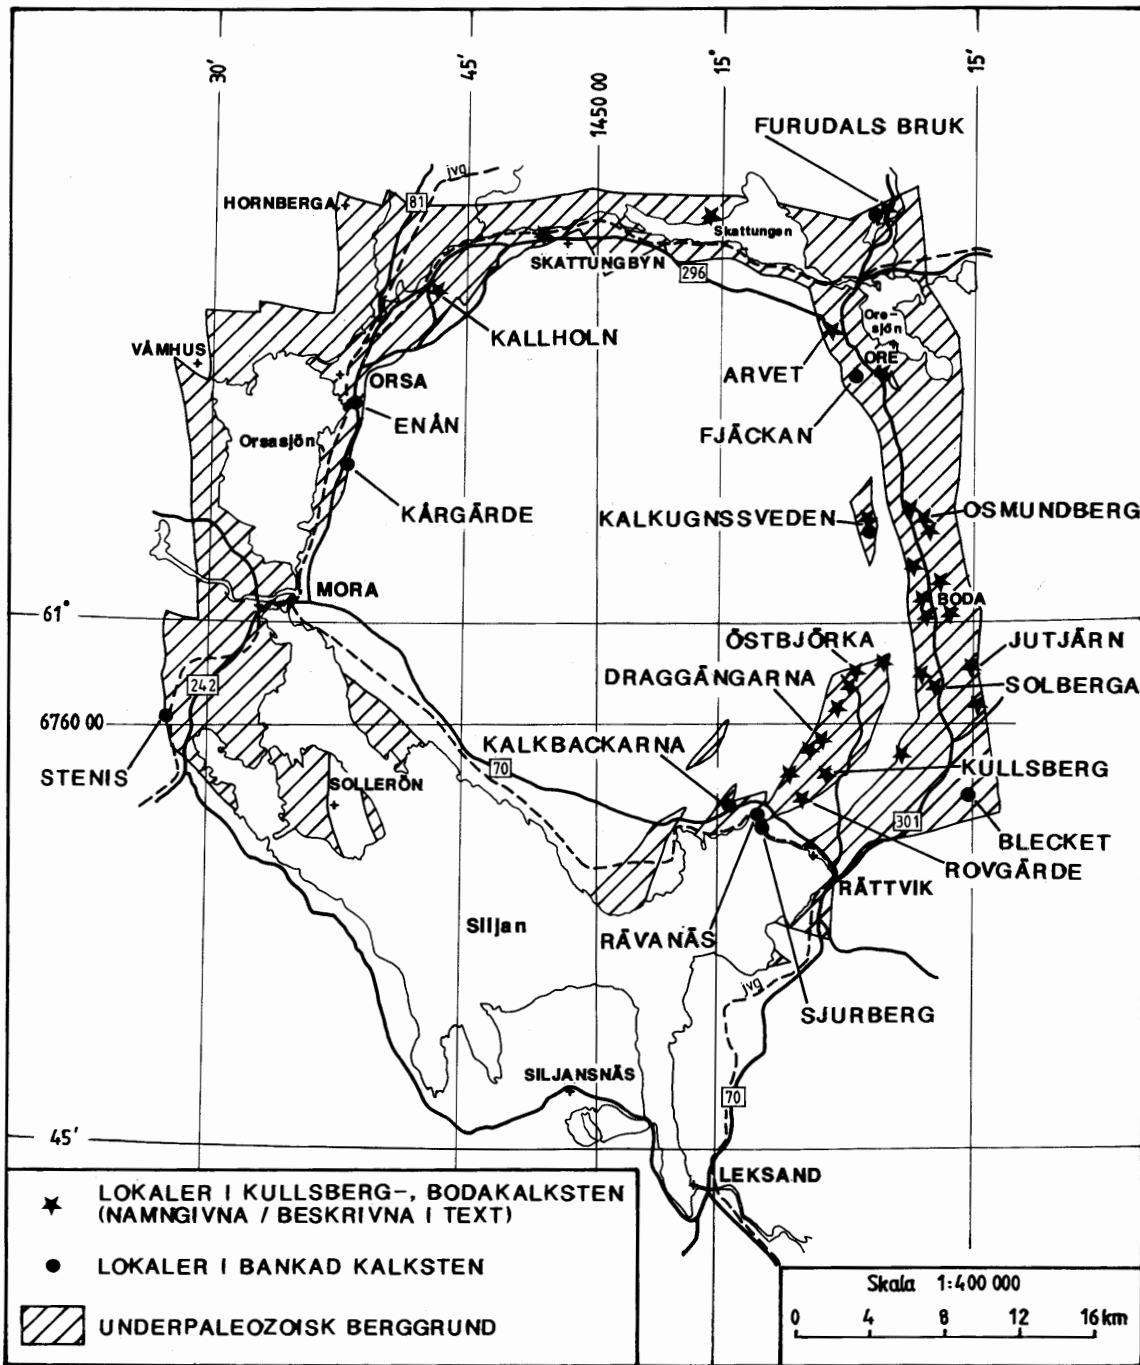 30'
45'
1450 00
15°
15'
FURUDALS BRUK
jvg
HORNBERGA
81
Skattungen
SKATTUNGBYN
296
KALLHOLN
Ore-
sjön
VÅMHUS
ORE
ARVET
ORSA
ENÅN
FJÄCKAN
Orsasjön
KÅRGÄRDE
KALKUGNSSVEDEN
OSMUNDBERG
MORA
BODA
61°
ÖSTBJÖRKA
JUTJÄRN
DRAGGÄNGARNA
SOLBERGA
242
6760 00
KALKBACKARNA
STENIS
70
KULLSBERG
SOLLERÖN
301
BLECKET
ROVGÄRDE
RÄTTVIK
Siljan
RÄVANÄS
jvg
SJURBERG
SILJANSNÄS
70
45'
LEKSAND
LOKALER I KULLSBERG-, BODAKALKSTEN
(NAMNGIVNA / BESKRIVNA I TEXT)
LOKALER I BANKAD KALKSTEN
UNDERPALEOZOISK BERGGRUND
Skala 1:400 000
0 4 8 12 16 km